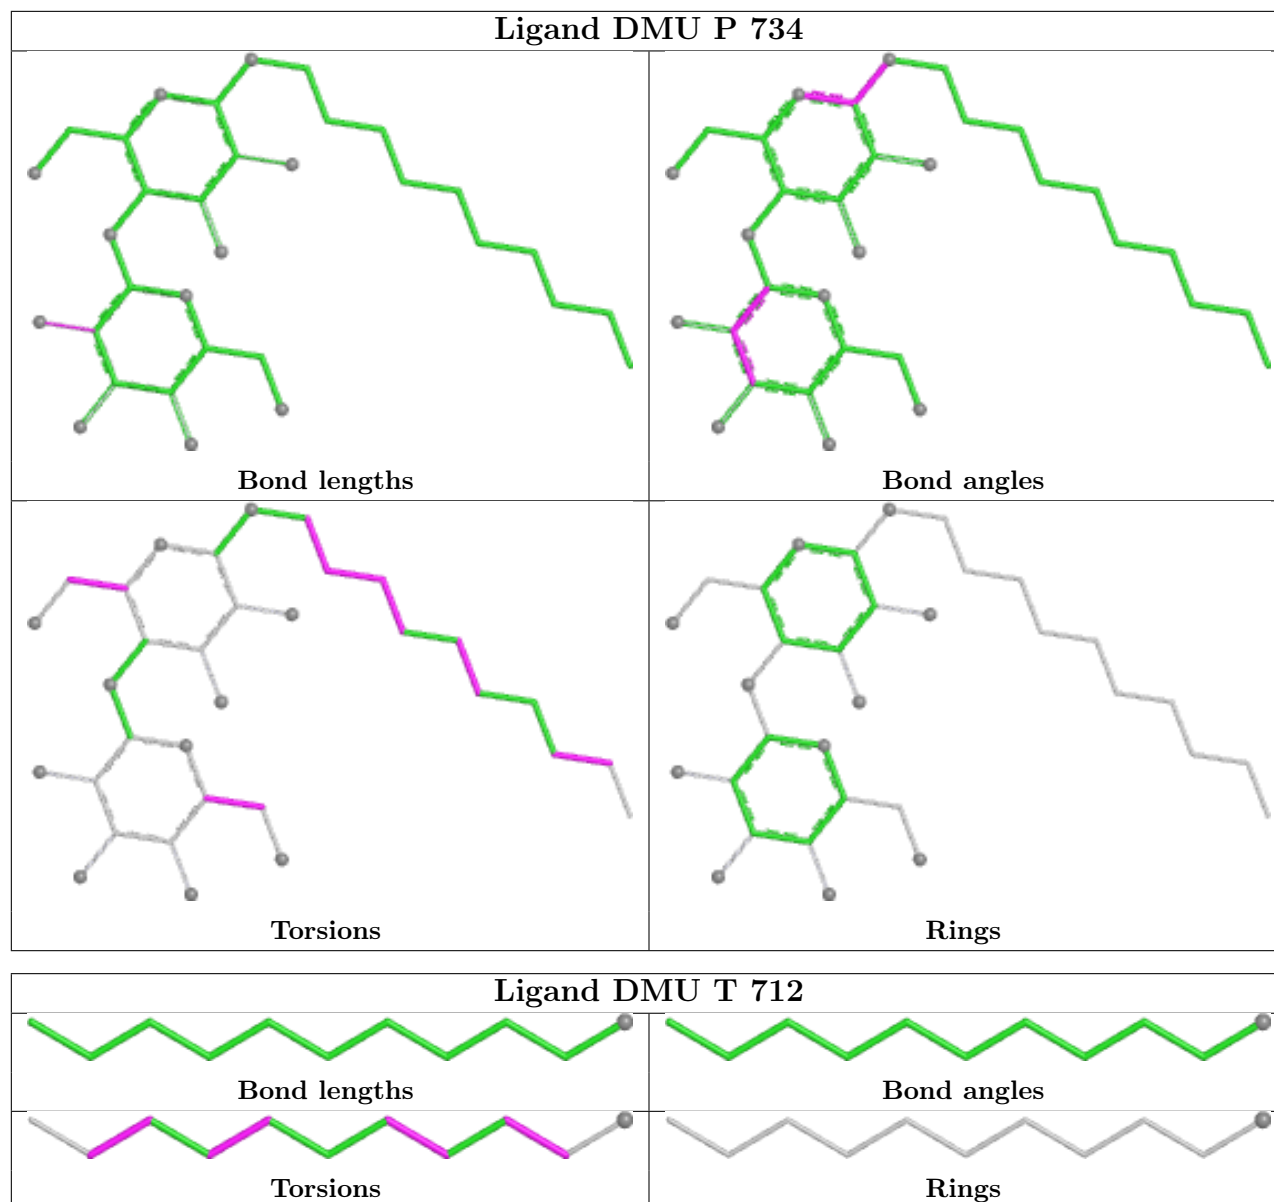 Ligand DMU P 734
Bond lengths
Bond angles
Torsions
Rings
Ligand DMU T 712
Bond lengths
Bond angles
Torsions
Rings